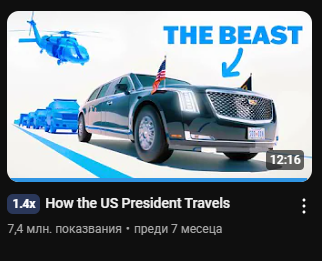 THE BEAST
12:16
1.4x How the US President Travels
7,4 млн. показвания • преди 7 месеца